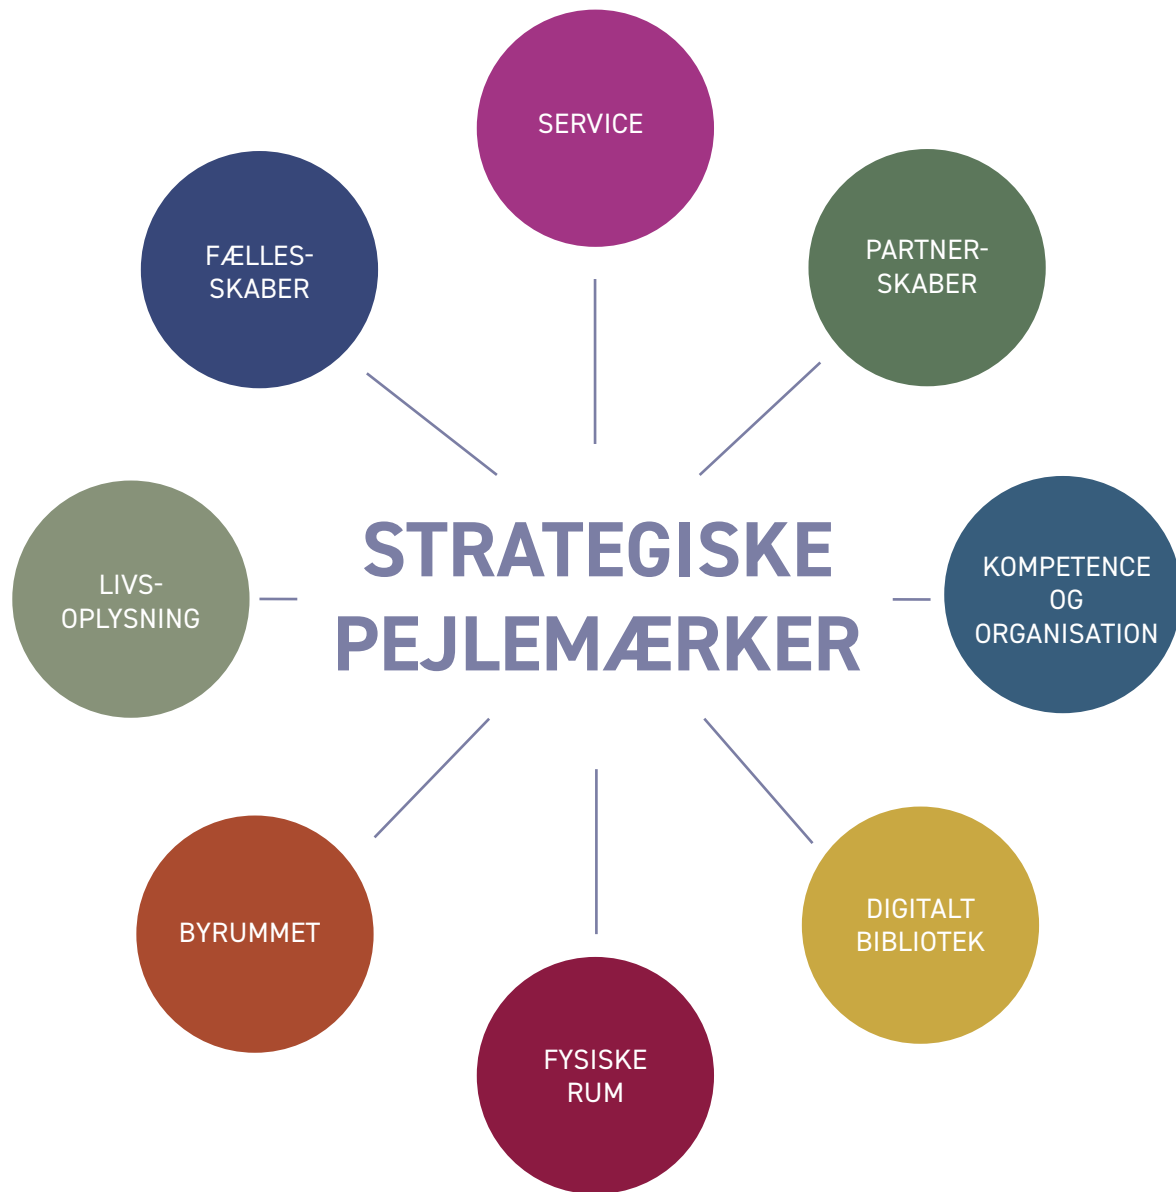 SERVICE
FÆLLES-
SKABER
PARTNER-
SKABER
STRATEGISKE
PEJLEMÆRKER
LIVS-
OPLYSNING
KOMPETENCE
OG
ORGANISATION
BYRUMMET
DIGITALT
BIBLIOTEK
FYSISKE
RUM